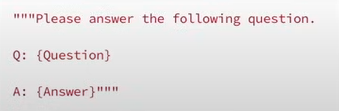 """Please answer the following question.
Q: {Question}
A: {Answer}"""